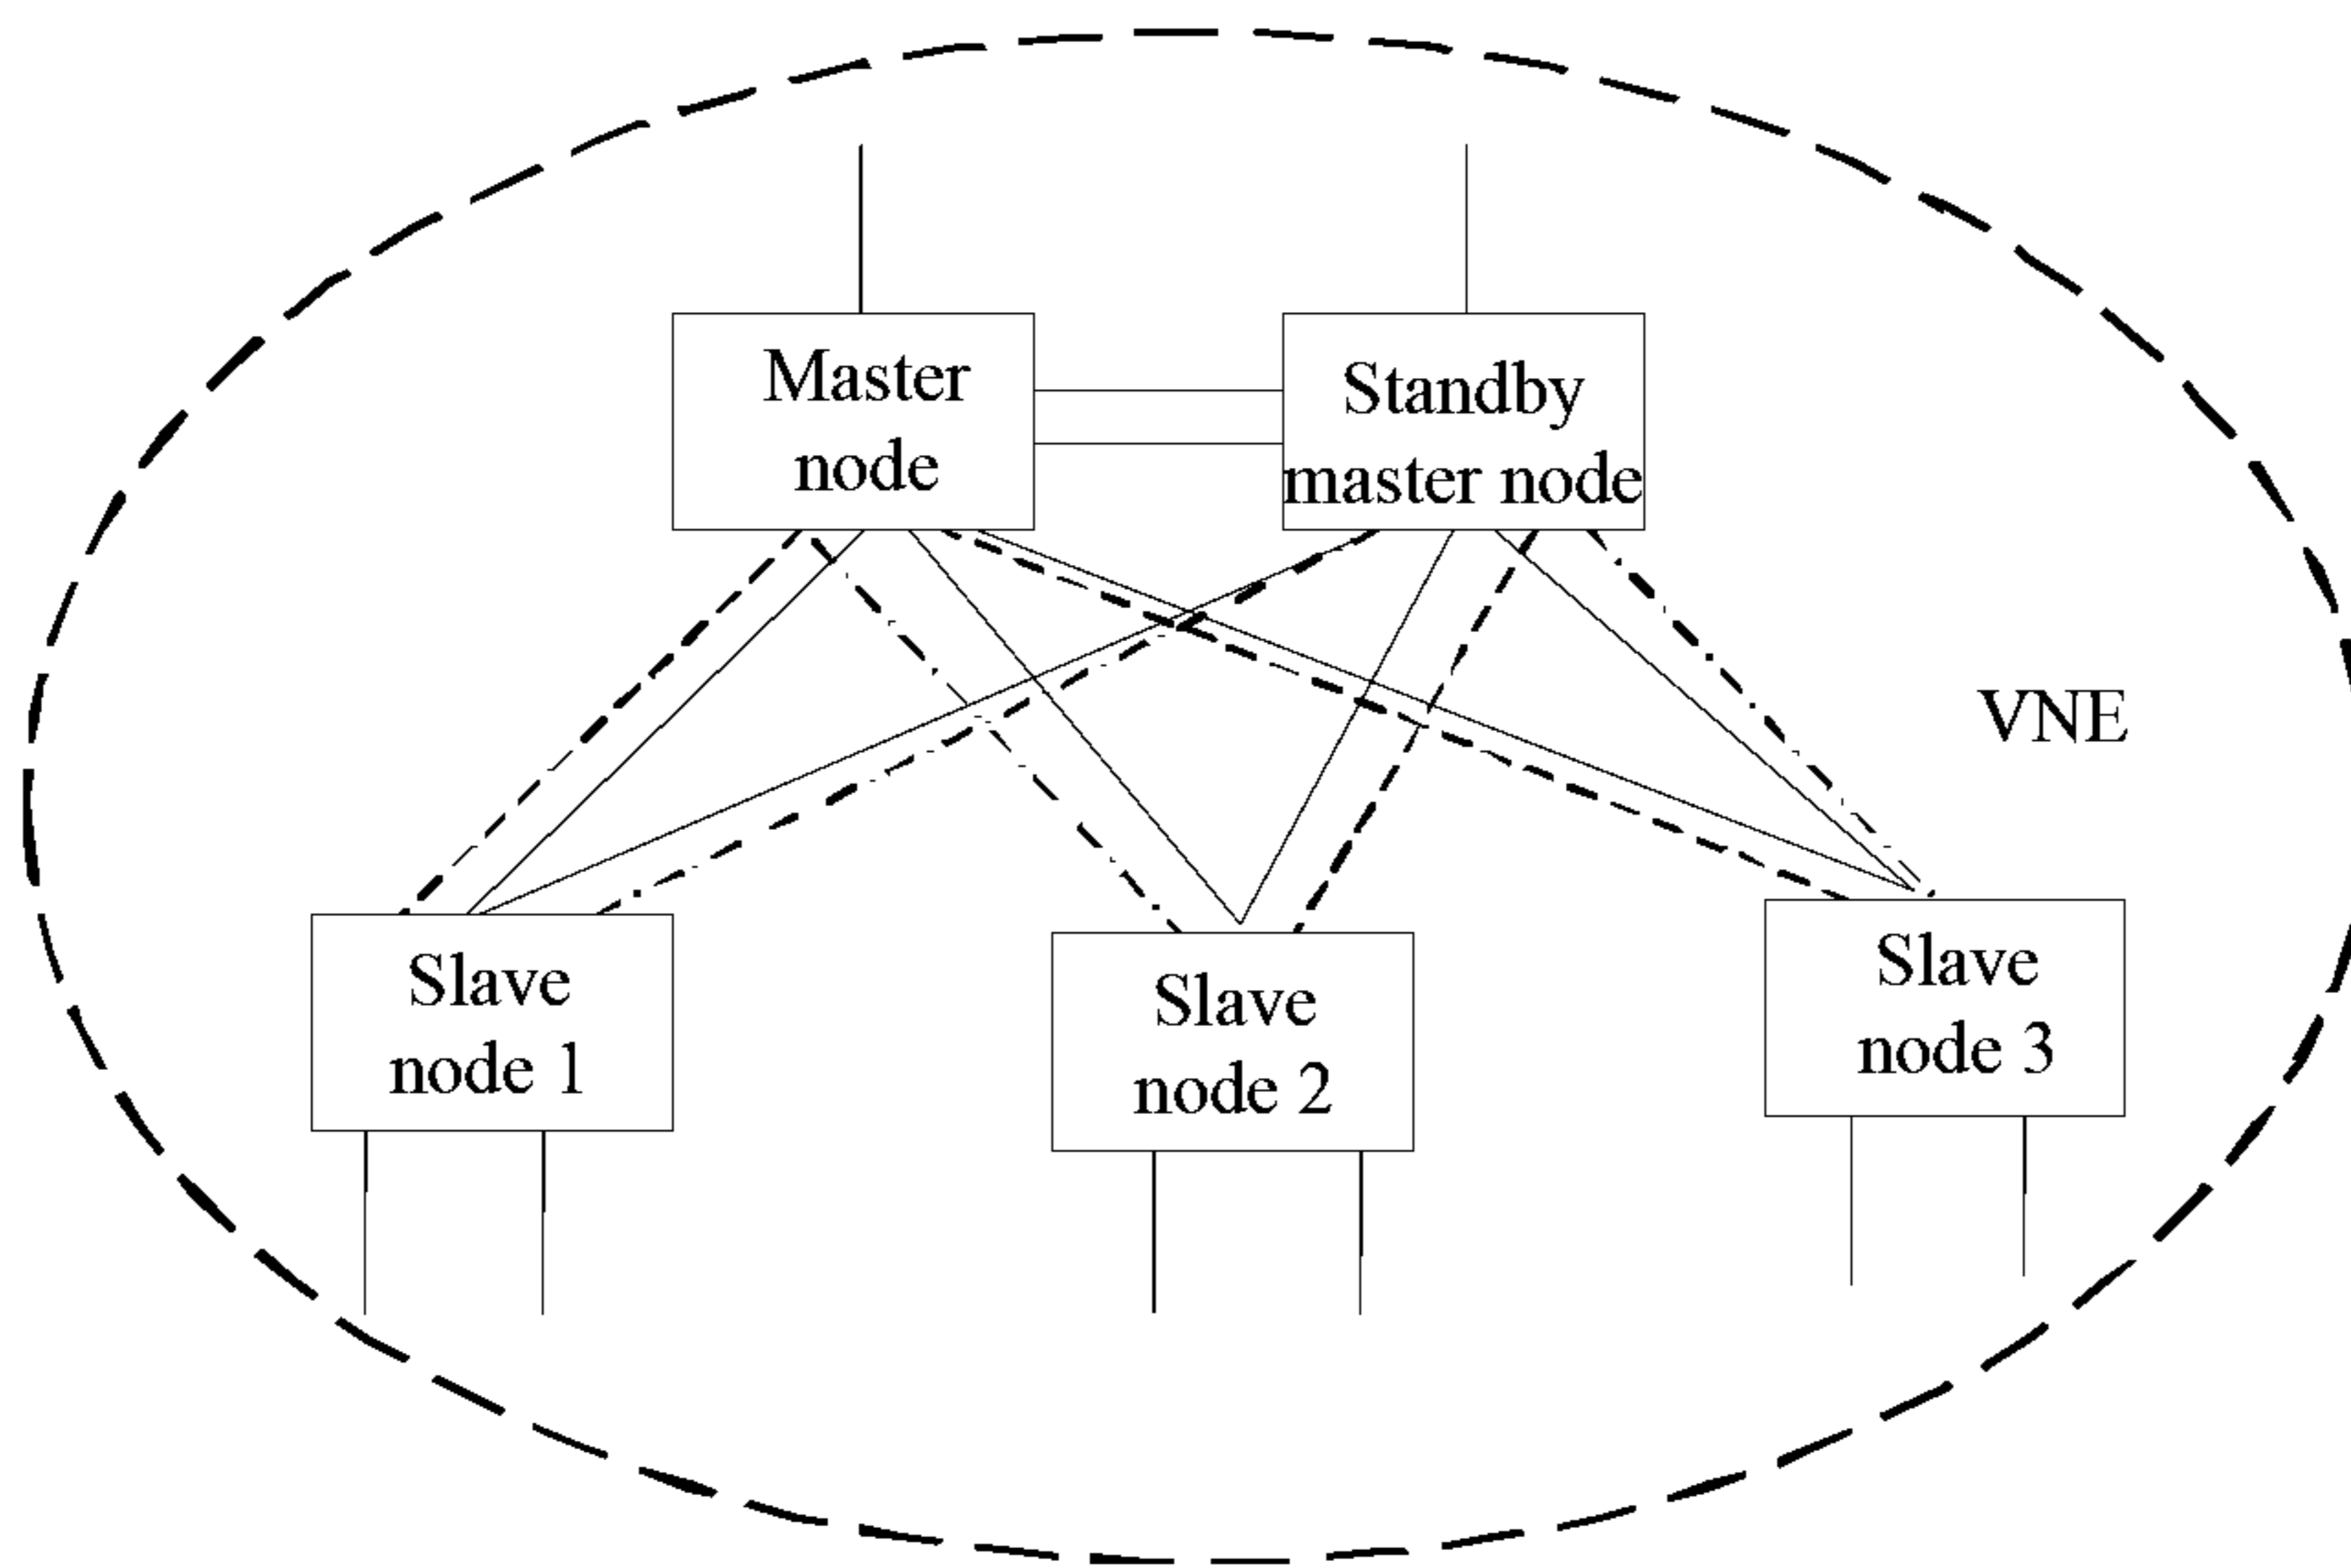 Master
node
Standby
master node
VNE
Slave
node 1
Slave
node 2
Slave
node 3